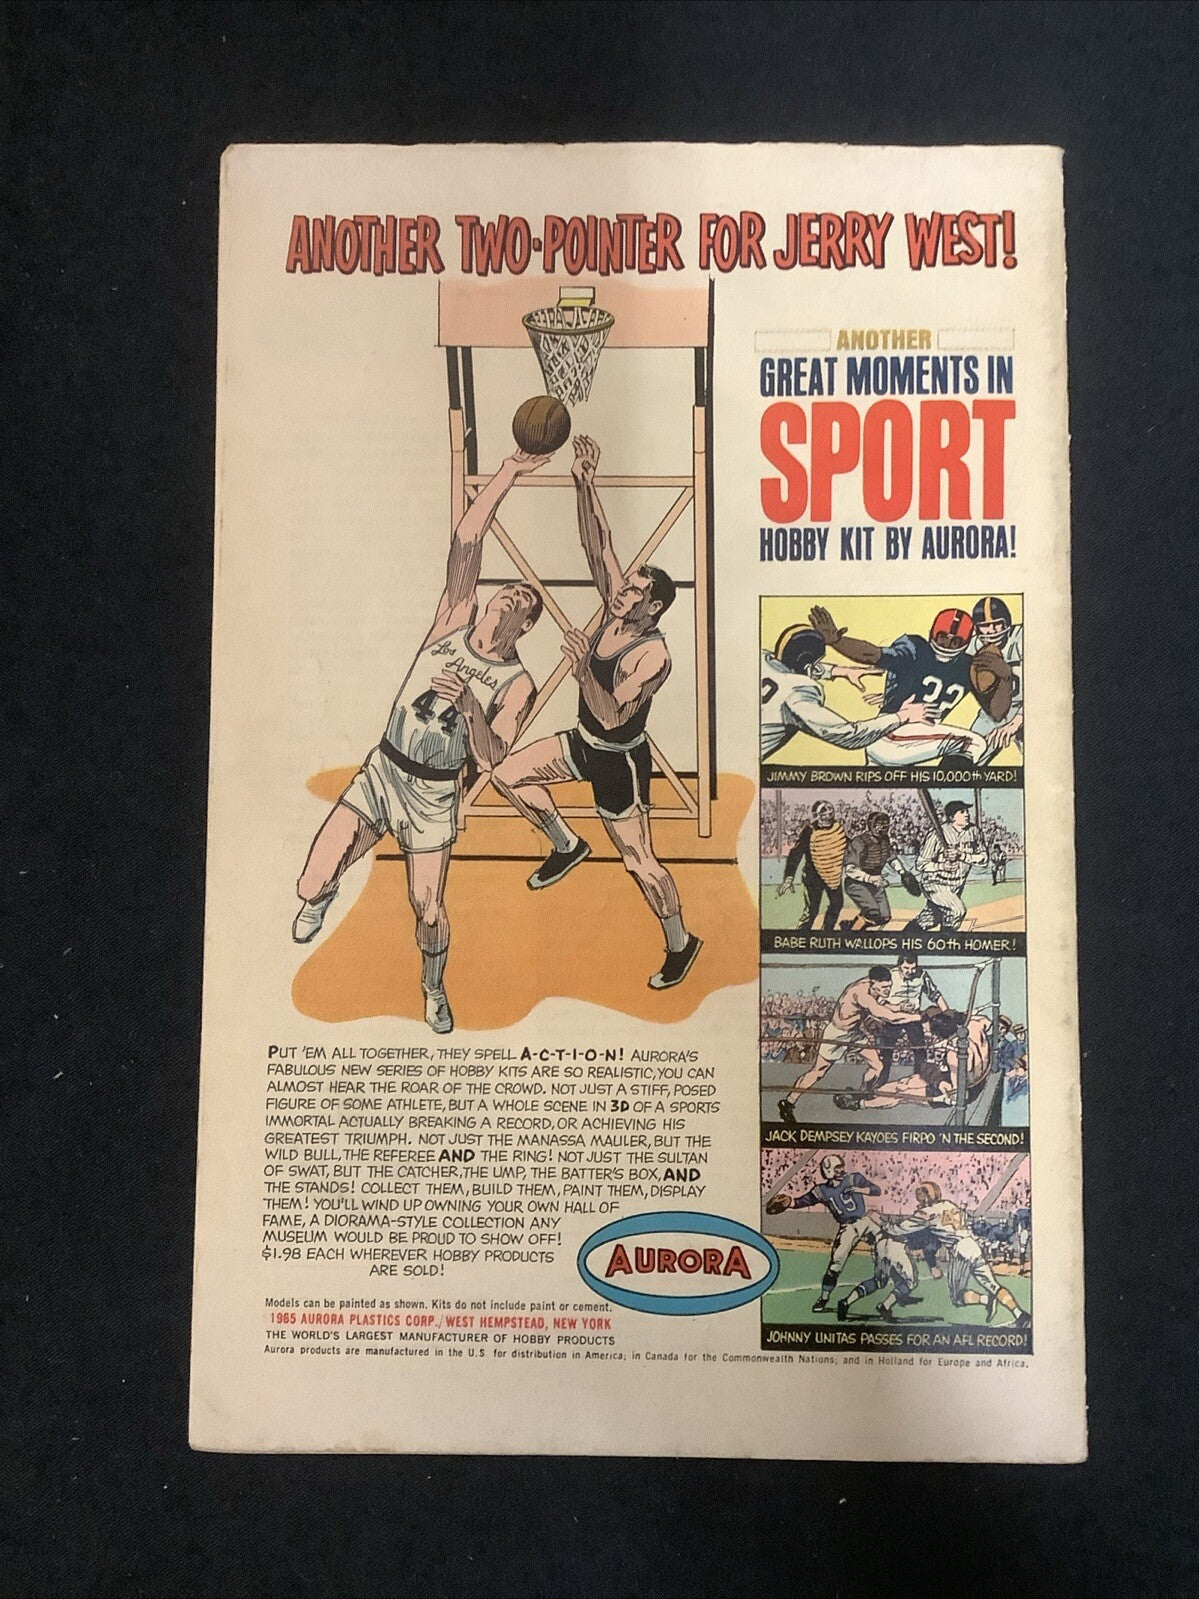 ANOTHER TWO-POINTER FOR JERRY WEST!
ANOTHER
GREAT MOMENTS IN
SPORT
HOBBY KIT BY AURORA!
Los
Angeles
44
32
JIMMY BROWN RIPS OFF HIS 10,000th YARD!
BABE RUTH WALLOPS HIS 60th HOMER!
JACK DEMPSEY KAYOES FIRPO 'N THE SECOND!
15
JOHNNY UNITAS PASSES FOR AN AFL RECORD!
PUT 'EM ALL TOGETHER, THEY SPELL A-C-T-I-O-N! AURORA'S
FABULOUS NEW SERIES OF HOBBY KITS ARE SO REALISTIC, YOU CAN
ALMOST HEAR THE ROAR OF THE CROWD. NOT JUST A STIFF, POSED
FIGURE OF SOME ATHLETE, BUT A WHOLE SCENE IN 3D OF A SPORTS
IMMORTAL ACTUALLY BREAKING A RECORD, OR ACHIEVING HIS
GREATEST TRIUMPH. NOT JUST THE MANASSA MAULER, BUT THE
WILD BULL, THE REFEREE AND THE RING! NOT JUST THE SULTAN
OF SWAT, BUT THE CATCHER, THE UMP, THE BATTER'S BOX, AND
THE STANDS! COLLECT THEM, BUILD THEM, PAINT THEM, DISPLAY
THEM! YOU'LL WIND UP OWNING YOUR OWN HALL OF
FAME, A DIORAMA-STYLE COLLECTION ANY
MUSEUM WOULD BE PROUD TO SHOW OFF!
$1.98 EACH WHEREVER HOBBY PRODUCTS
ARE SOLD!
AURORA
Models can be painted as shown. Kits do not include paint or cement.
1965 AURORA PLASTICS CORP./WEST HEMPSTEAD, NEW YORK
THE WORLD'S LARGEST MANUFACTURER OF HOBBY PRODUCTS
Aurora products are manufactured in the U.S. for distribution in America; in Canada for the Commonwealth Nations; and in Holland for Europe and Africa.